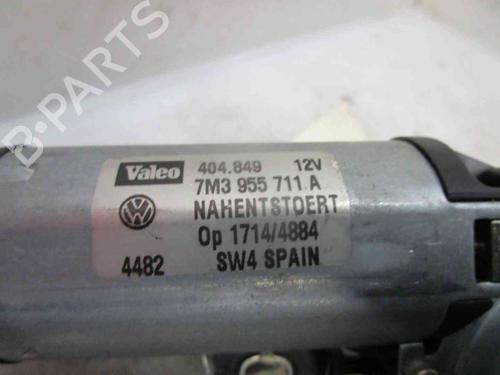 B-PARTS
Valeo 404.849 12V
7M3 955 711 A
NAHENTSTOERT
Op 1714/4884
4482 SW4 SPAIN